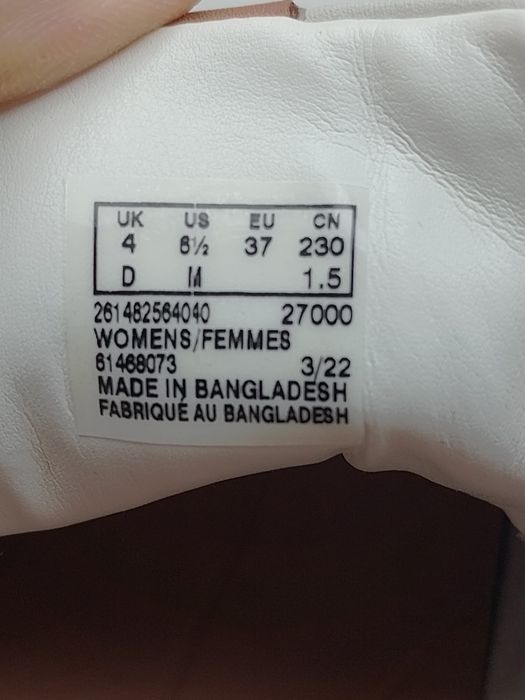 UK US EU CN
4 6½ 37 230
D M 1.5
261482564040 27000
WOMENS/FEMMES
61468073 3/22
MADE IN BANGLADESH
FABRIQUÉ AU BANGLADESH